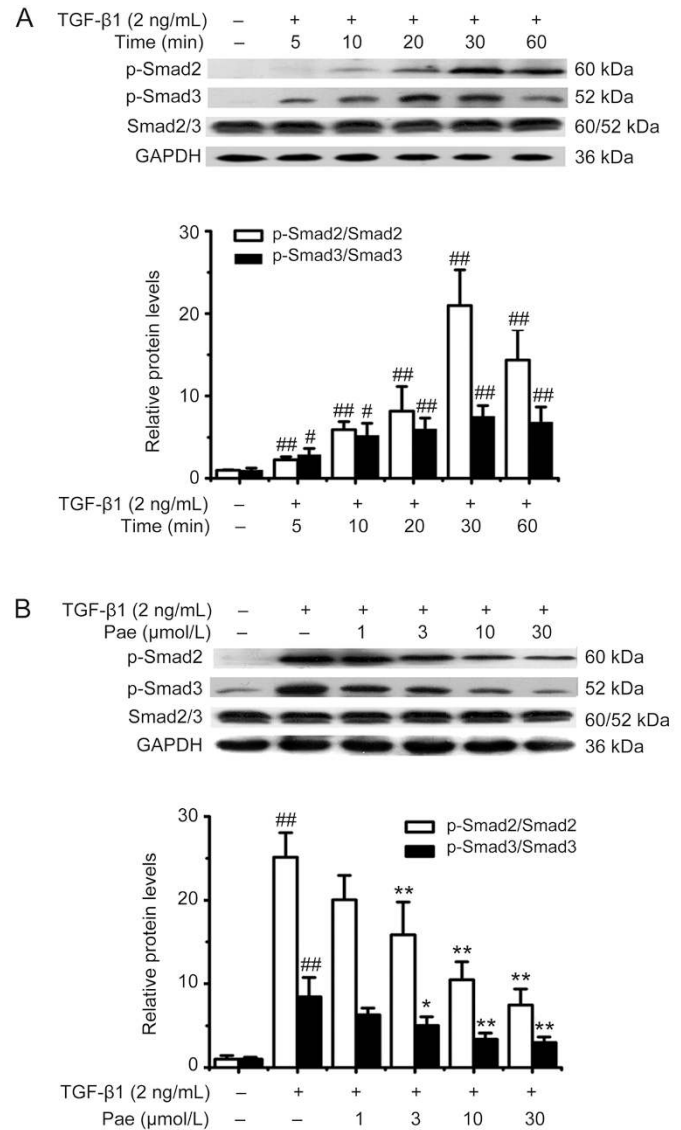 A
TGF-β1 (2 ng/mL) – + + + + +
Time (min) – 5 10 20 30 60
p-Smad2 60 kDa
p-Smad3 52 kDa
Smad2/3 60/52 kDa
GAPDH 36 kDa
30
p-Smad2/Smad2
p-Smad3/Smad3
##
20
##
Relative protein levels
##
10
## # ## ## ##
## #
0
TGF-β1 (2 ng/mL) – + + + + +
Time (min) – 5 10 20 30 60
B
TGF-β1 (2 ng/mL) – + + + + +
Pae (μmol/L) – – 1 3 10 30
p-Smad2 60 kDa
p-Smad3 52 kDa
Smad2/3 60/52 kDa
GAPDH 36 kDa
30
##
p-Smad2/Smad2
p-Smad3/Smad3
20
**
Relative protein levels
##
**
**
10
* ** **
0
TGF-β1 (2 ng/mL) – + + + + +
Pae (μmol/L) – – 1 3 10 30